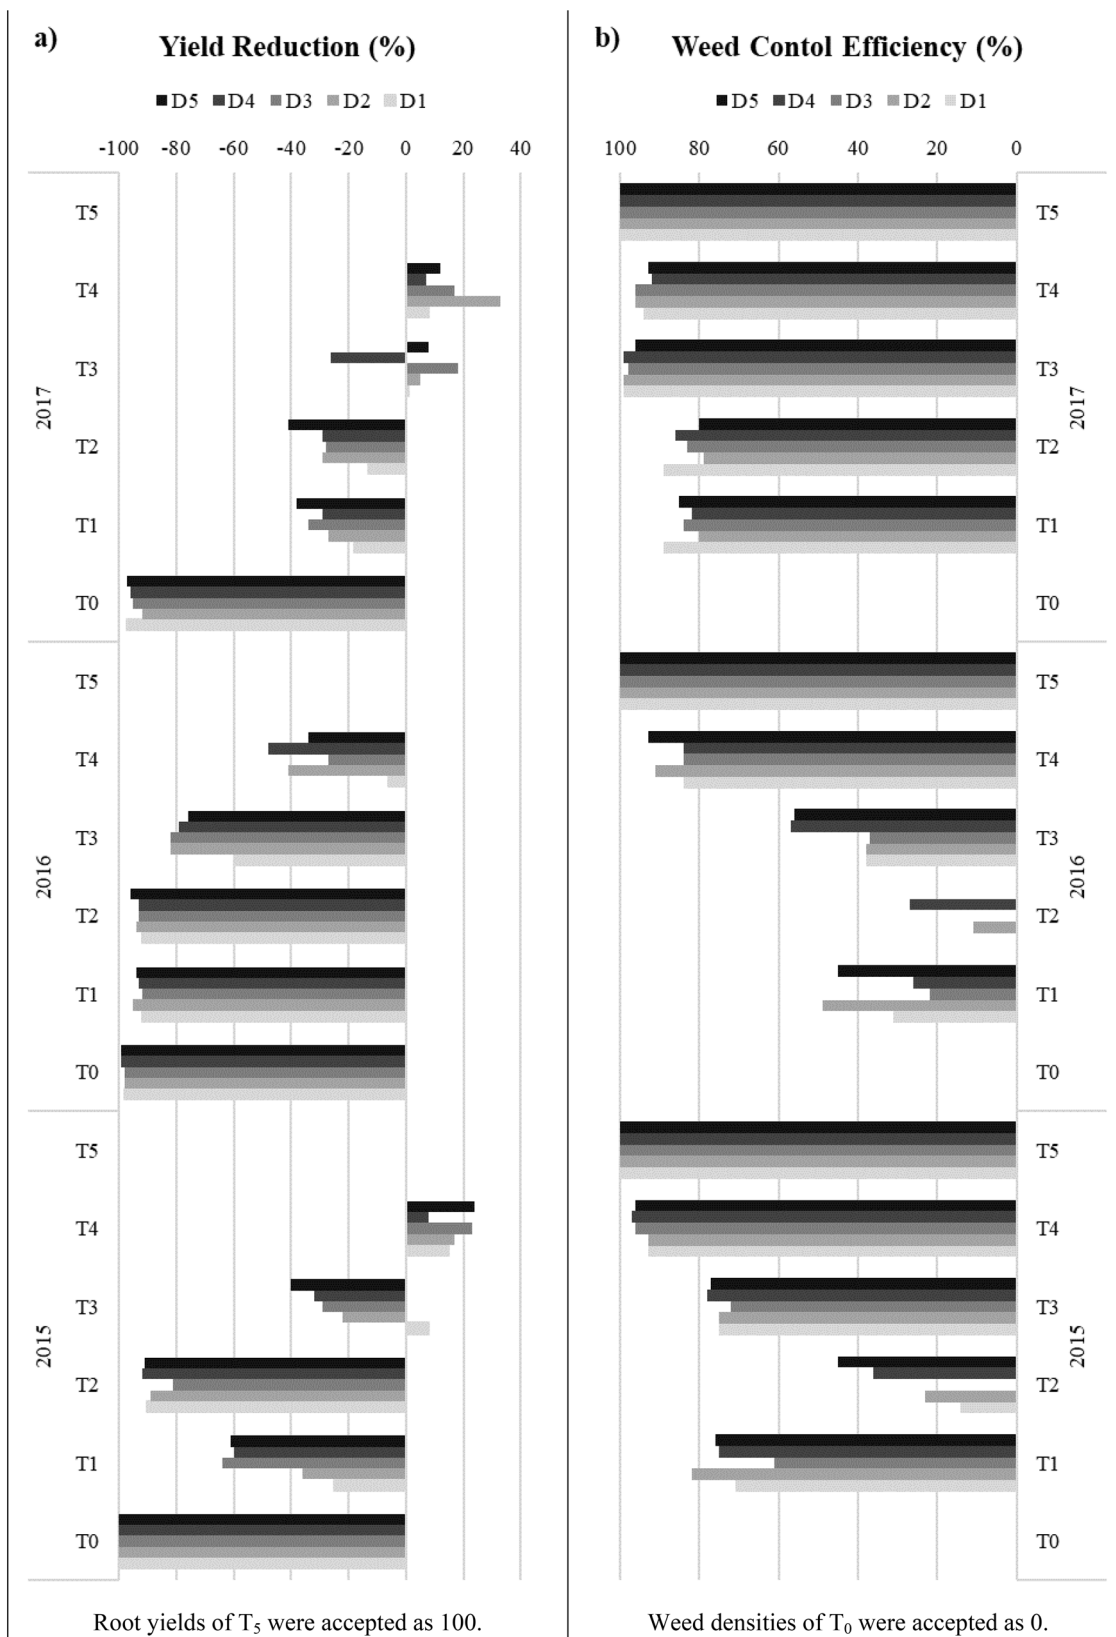 a)
Yield Reduction (%)
D5 D4 D3 D2 D1
-100 -80 -60 -40 -20 0 20 40
2017
T5
T4
T3
T2
T1
T0
2016
T5
T4
T3
T2
T1
T0
2015
T5
T4
T3
T2
T1
T0
Root yields of T5 were accepted as 100.
b)
Weed Contol Efficiency (%)
D5 D4 D3 D2 D1
100 80 60 40 20 0
T5
T4
T3
T2
T1
T0
2017
T5
T4
T3
T2
T1
T0
2016
T5
T4
T3
T2
T1
T0
2015
Weed densities of T0 were accepted as 0.